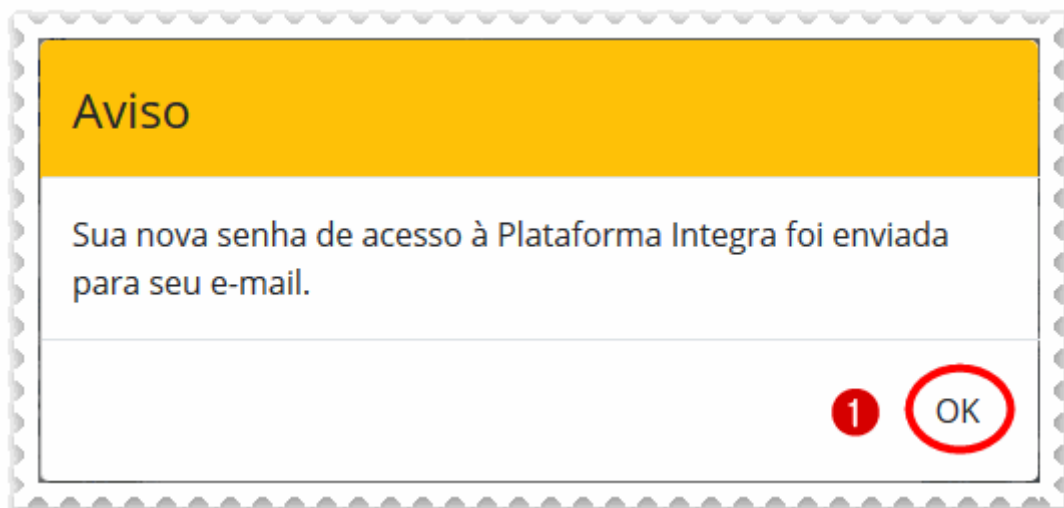 Aviso
Sua nova senha de acesso à Plataforma Integra foi enviada
para seu e-mail.
1 OK